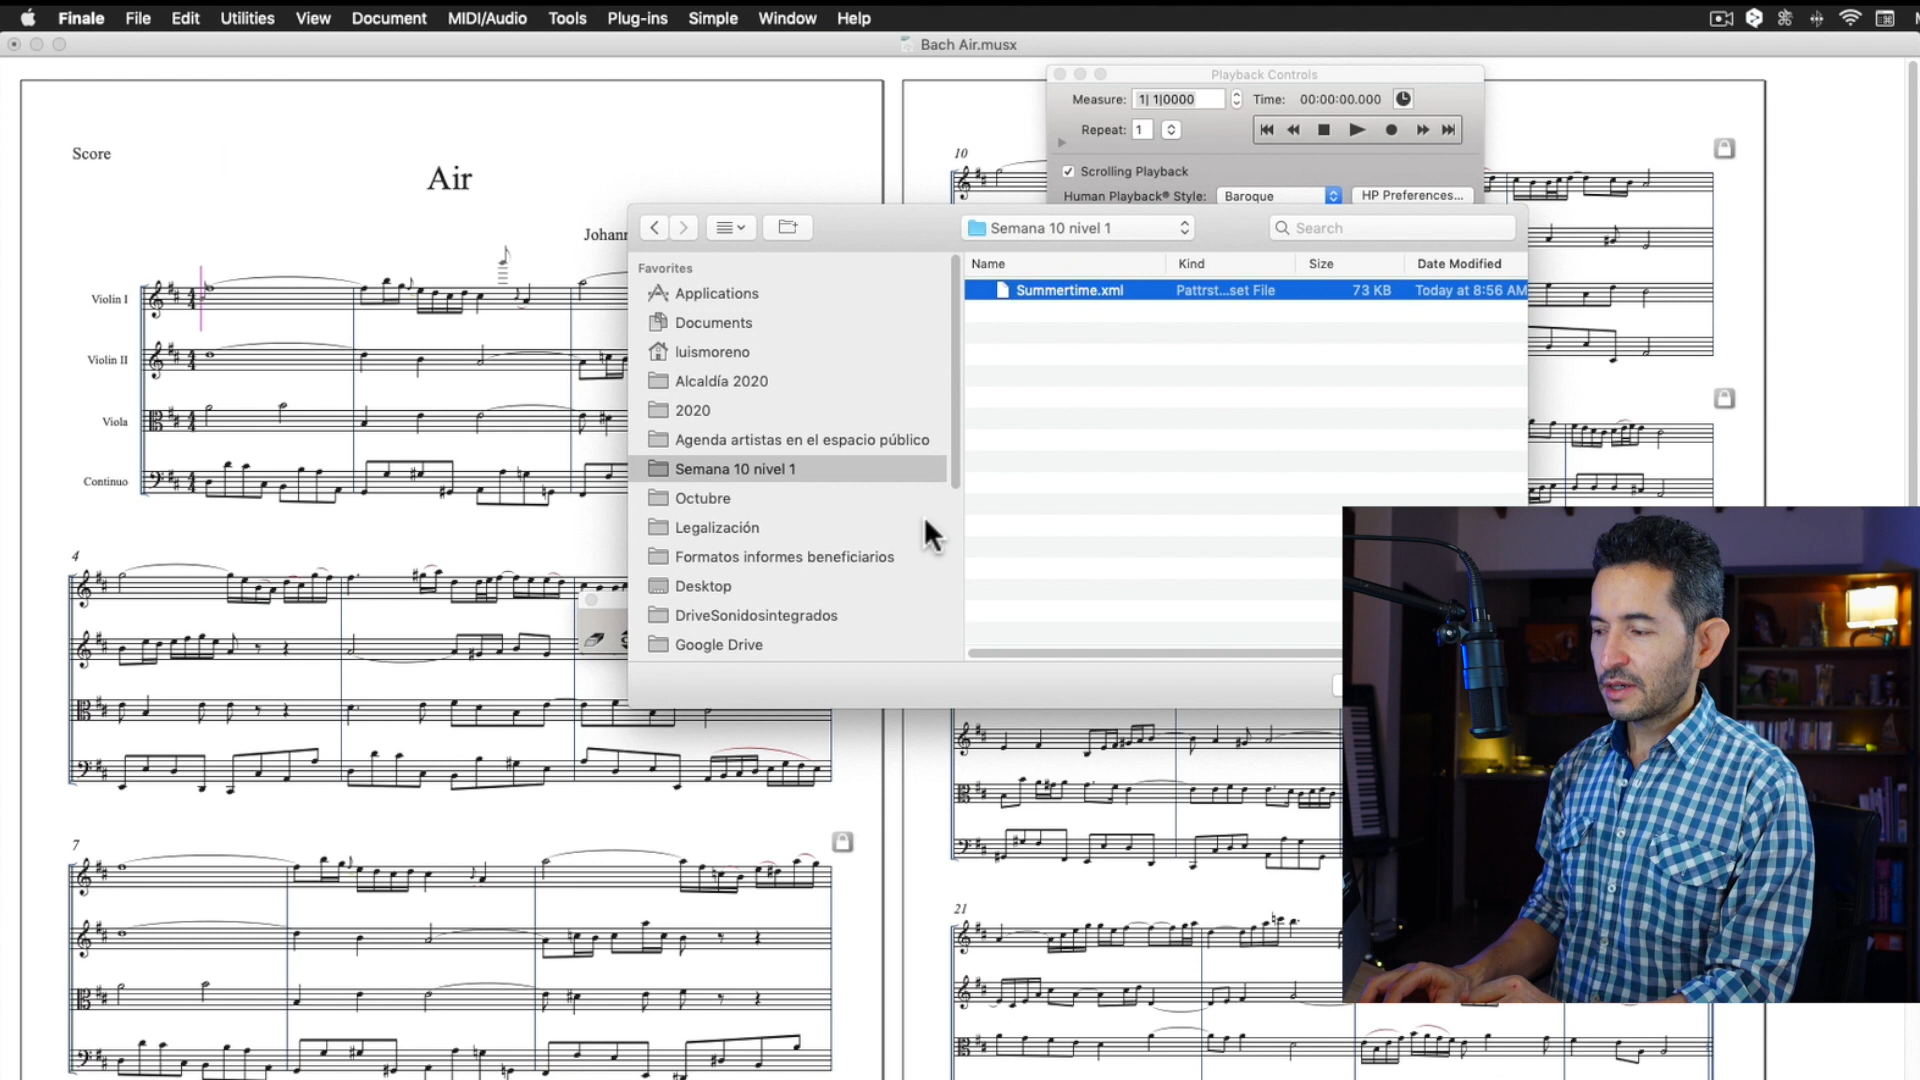 Finale File Edit Utilities View Document MIDI/Audio Tools Plug-ins Simple Window Help
Bach Air.musx
Score
Air
Johann
Violin I
Violin II
Viola
Continuo
4
7
10
21
Playback Controls
Measure: 1| 1|0000 Time: 00:00:00.000
Repeat: 1
Scrolling Playback
Human Playback® Style: Baroque HP Preferences...
Semana 10 nivel 1 Search
Favorites
Applications
Documents
luismoreno
Alcaldía 2020
2020
Agenda artistas en el espacio público
Semana 10 nivel 1
Octubre
Legalización
Formatos informes beneficiarios
Desktop
DriveSonidosintegrados
Google Drive
Name Kind Size Date Modified
Summertime.xml Pattrst...set File 73 KB Today at 8:56 AM